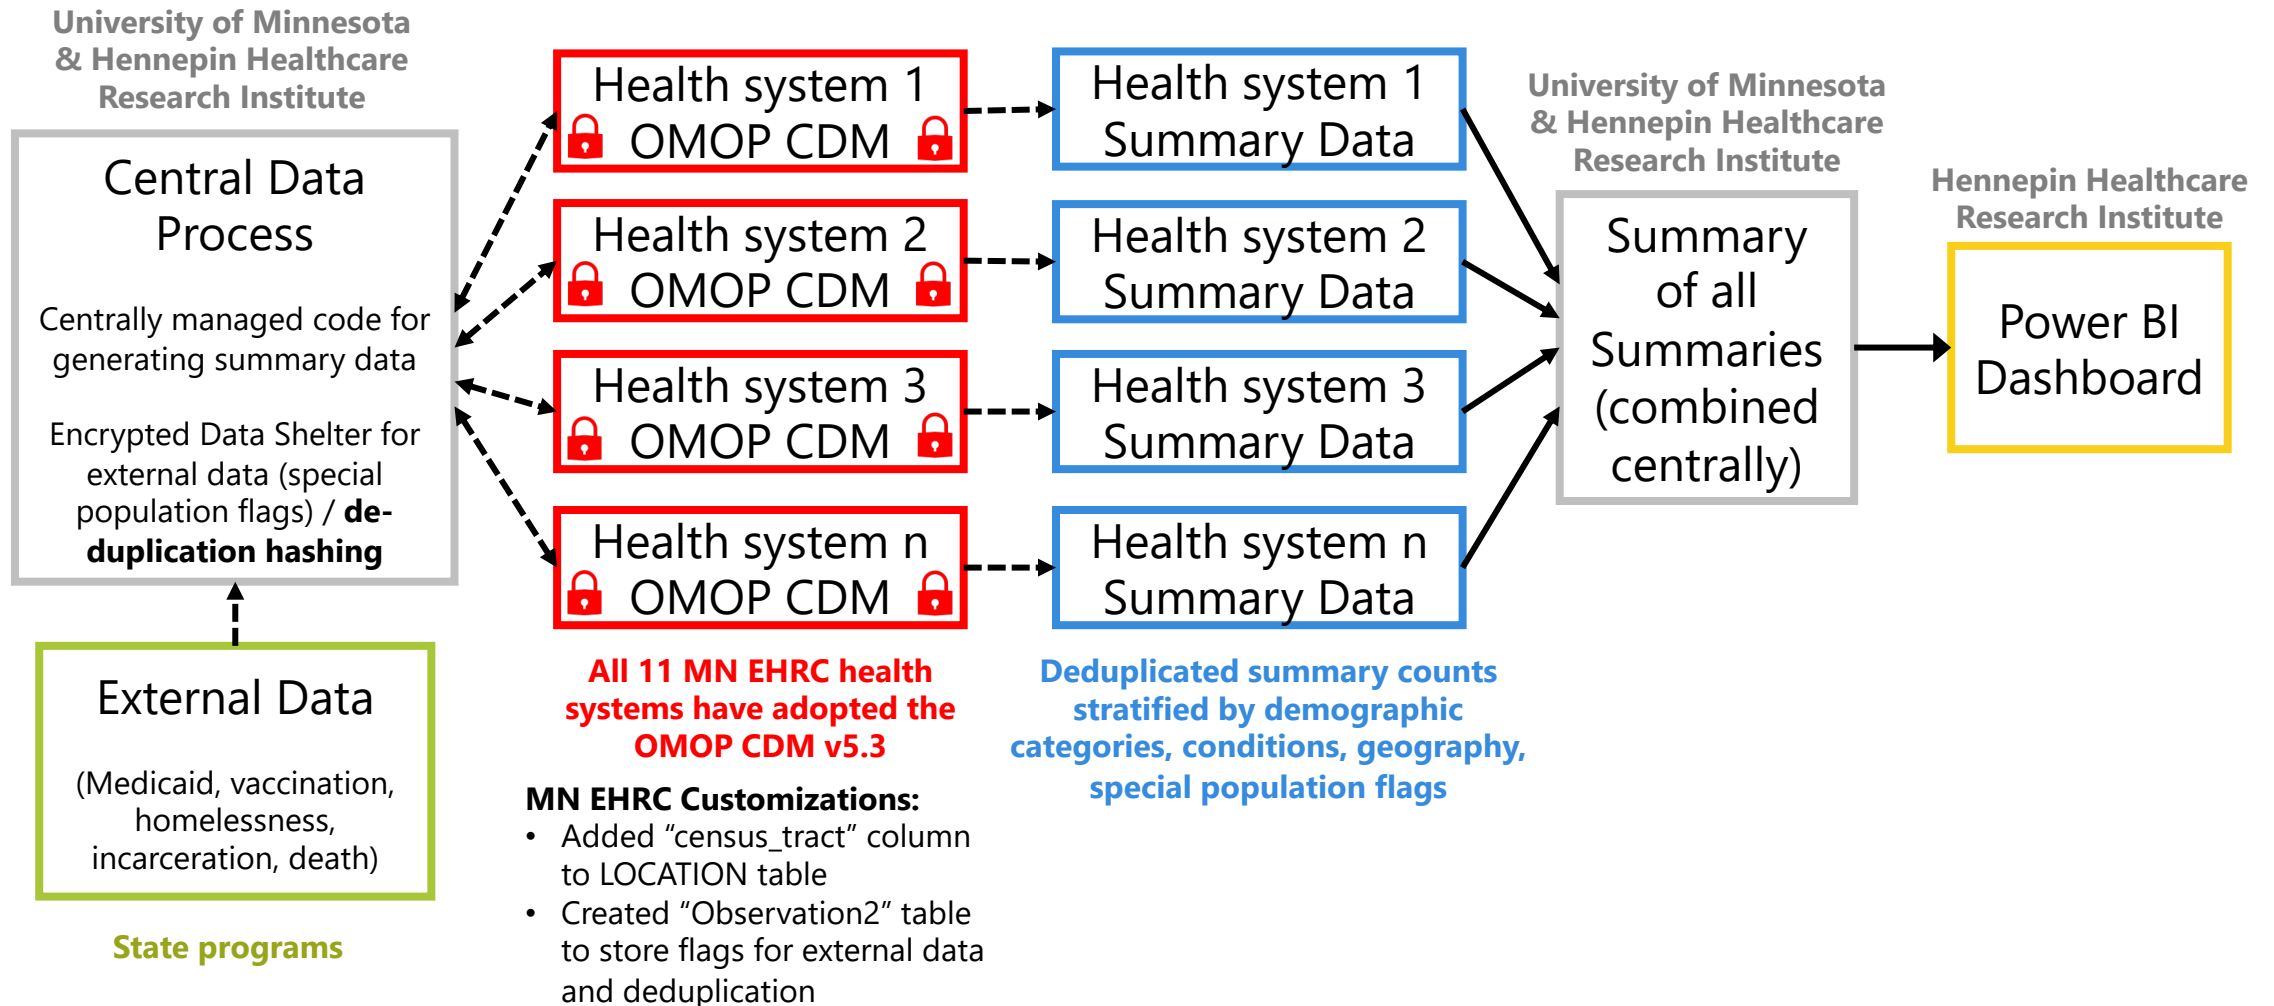 University of Minnesota
& Hennepin Healthcare
Research Institute
Central Data
Process
Centrally managed code for
generating summary data
Encrypted Data Shelter for
external data (special
population flags) / de-
duplication hashing
External Data
(Medicaid, vaccination,
homelessness,
incarceration, death)
State programs
Health system 1
OMOP CDM
Health system 2
OMOP CDM
Health system 3
OMOP CDM
Health system n
OMOP CDM
All 11 MN EHRC health
systems have adopted the
OMOP CDM v5.3
MN EHRC Customizations:
• Added “census_tract” column
to LOCATION table
• Created “Observation2” table
to store flags for external data
and deduplication
Health system 1
Summary Data
Health system 2
Summary Data
Health system 3
Summary Data
Health system n
Summary Data
Deduplicated summary counts
stratified by demographic
categories, conditions, geography,
special population flags
University of Minnesota
& Hennepin Healthcare
Research Institute
Summary
of all
Summaries
(combined
centrally)
Hennepin Healthcare
Research Institute
Power BI
Dashboard